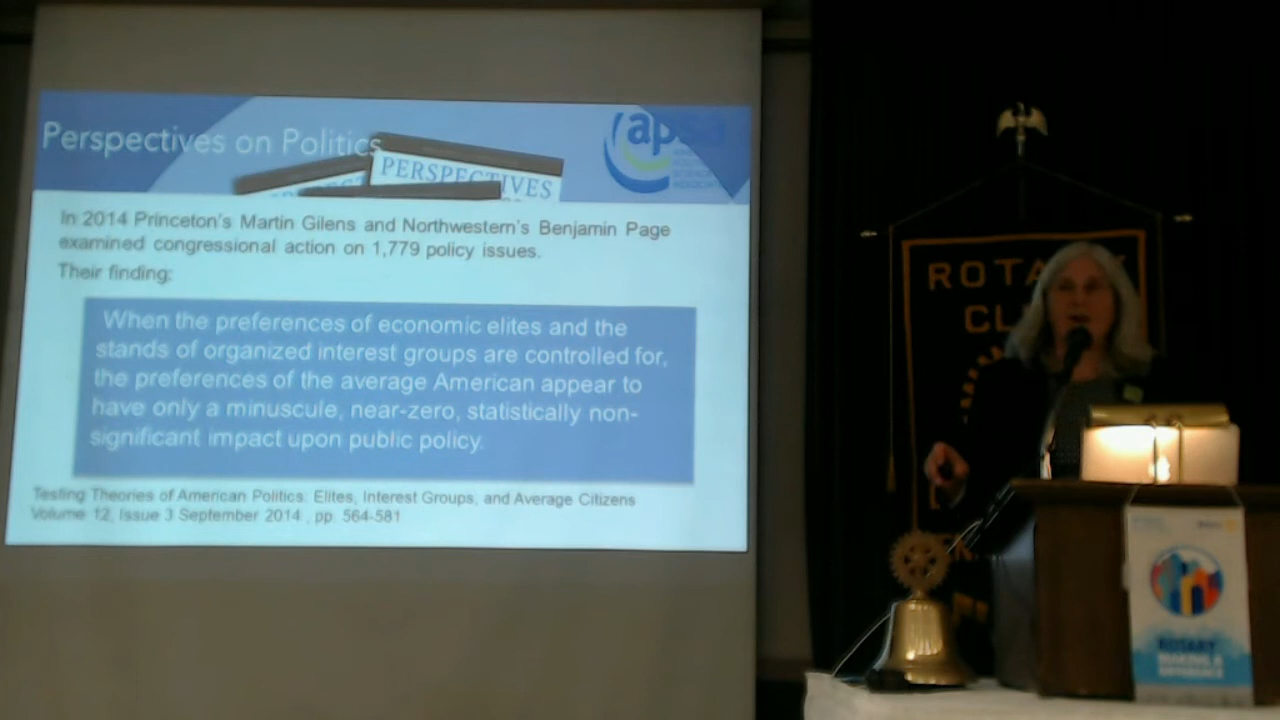 Perspectives on Politics
apsa
PERSPECTIVES
In 2014 Princeton's Martin Gilens and Northwestern's Benjamin Page
examined congressional action on 1,779 policy issues.
Their finding:
When the preferences of economic elites and the
stands of organized interest groups are controlled for,
the preferences of the average American appear to
have only a minuscule, near-zero, statistically non-
significant impact upon public policy.
Testing Theories of American Politics: Elites, Interest Groups, and Average Citizens
Volume 12, Issue 3 September 2014 , pp. 564-581
ROTA
CL
ROTARY
MAKING A
DIFFERENCE